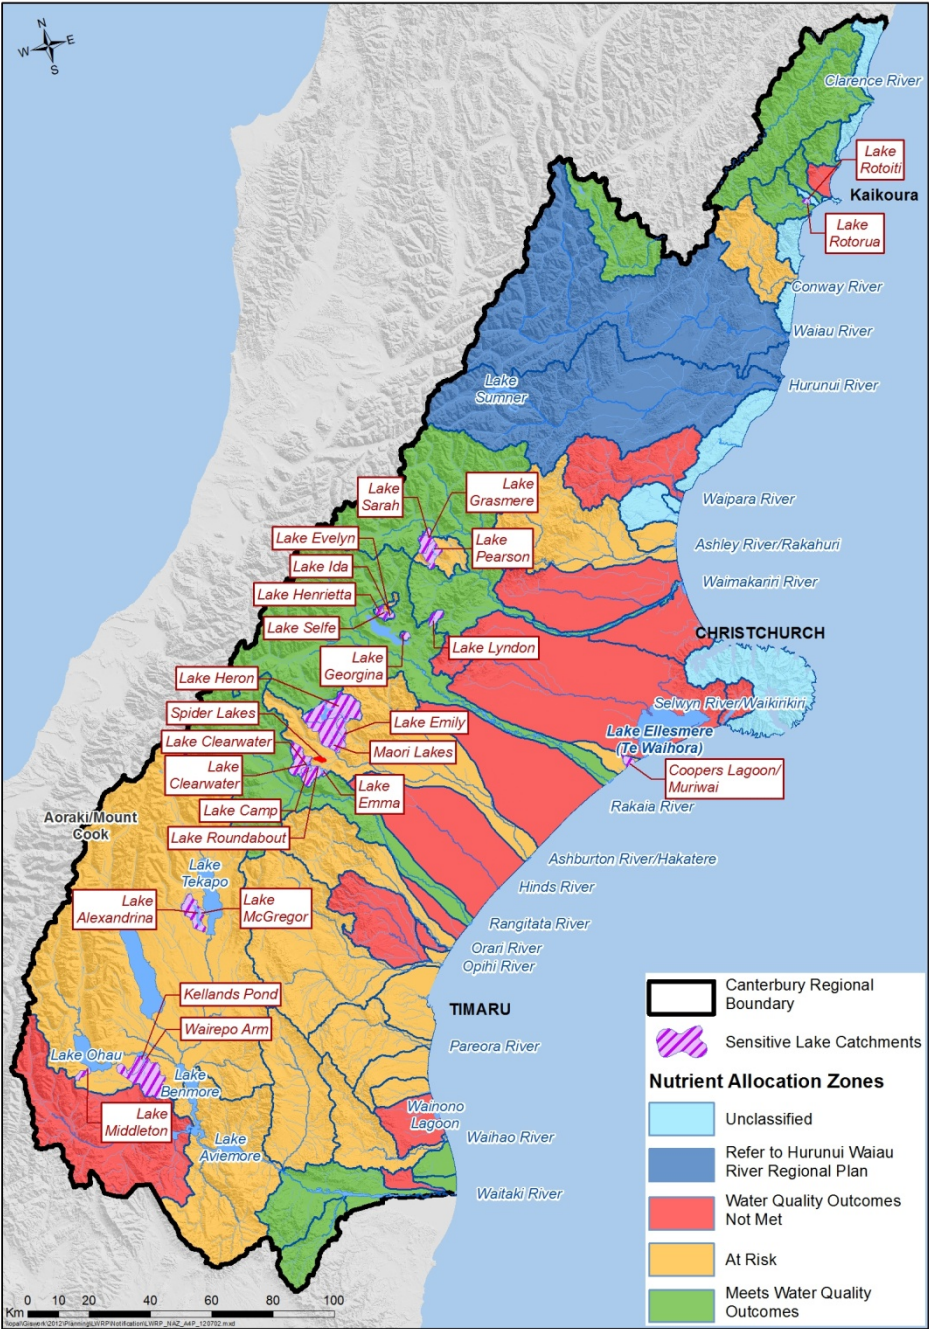 N
W
E
S
Clarence River
Lake
Rotoiti
Kaikoura
Lake
Rotorua
Conway River
Waiau River
Lake
Sumner
Hurunui River
Lake
Sarah
Lake
Grasmere
Waipara River
Lake Evelyn
Lake
Pearson
Ashley River/Rakahuri
Lake Ida
Waimakariri River
Lake Henrietta
Lake Selfe
CHRISTCHURCH
Lake
Georgina
Lake Lyndon
Lake Heron
Selwyn River/Waikirikiri
Spider Lakes
Lake Emily
Lake Clearwater
Maori Lakes
Lake Ellesmere
(Te Waihora)
Lake
Clearwater
Lake
Emma
Coopers Lagoon/
Muriwai
Lake Camp
Rakaia River
Aoraki/Mount
Cook
Lake Roundabout
Lake
Tekapo
Ashburton River/Hakatere
Hinds River
Lake
Alexandrina
Lake
McGregor
Rangitata River
Orari River
Opihi River
Kellands Pond
TIMARU
Wairepo Arm
Pareora River
Lake Ohau
Lake
Benmore
Lake
Middleton
Wainono
Lagoon
Waihao River
Lake
Aviemore
Waitaki River
Canterbury Regional
Boundary
Sensitive Lake Catchments
Nutrient Allocation Zones
Unclassified
Refer to Hurunui Waiau
River Regional Plan
Water Quality Outcomes
Not Met
At Risk
Meets Water Quality
Outcomes
Km 0 10 20 40 60 80 100